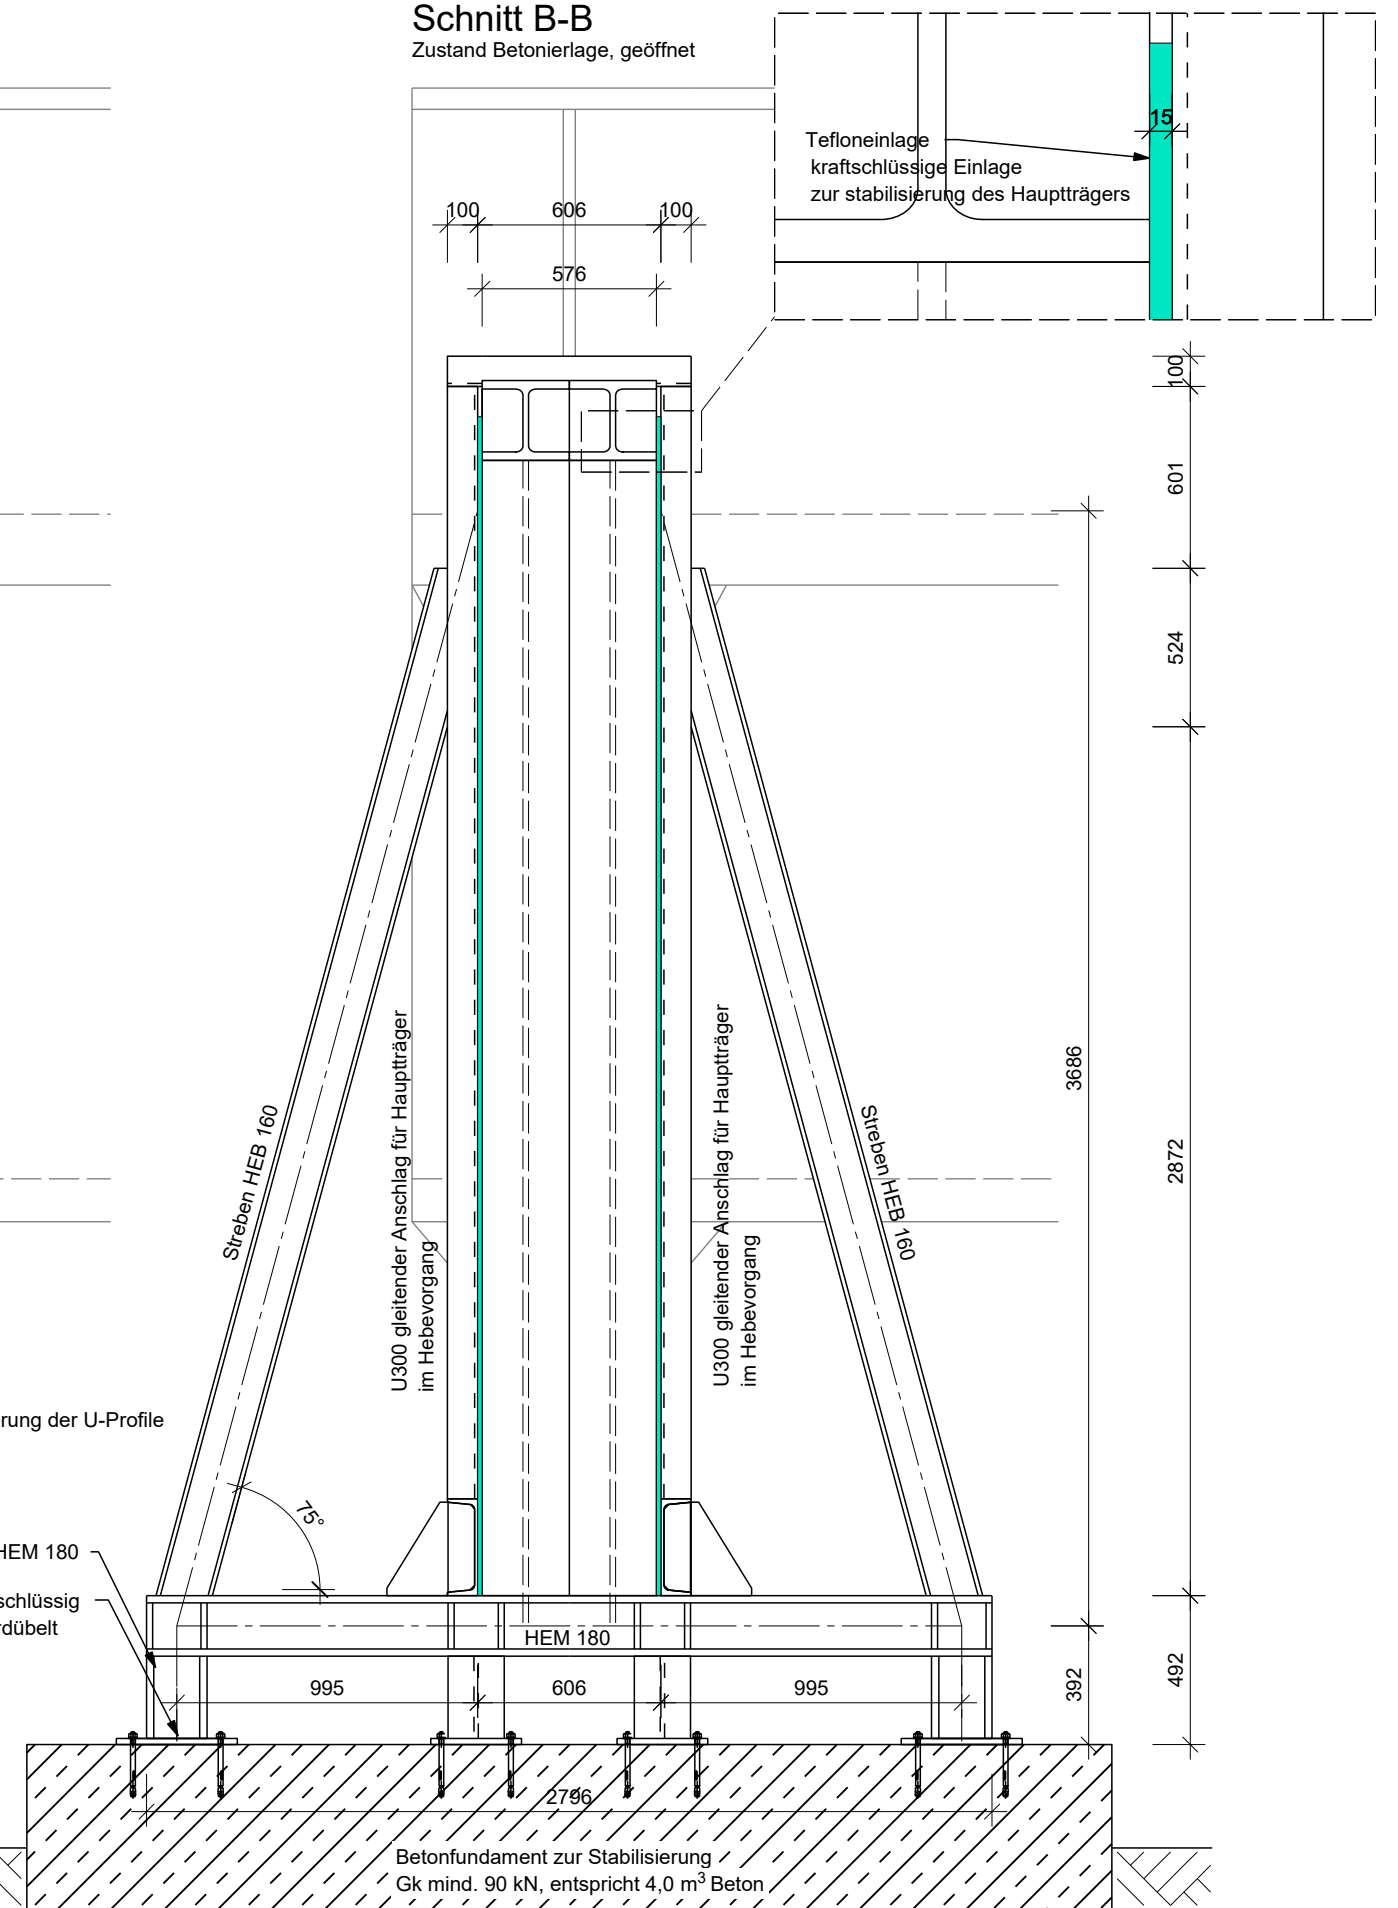 Schnitt B-B
Zustand Betonierlage, geöffnet
15
Tefloneinlage
kraftschlüssige Einlage
zur stabilisierung des Hauptträgers
100
606
100
576
100
601
524
3686
2872
U300 gleitender Anschlag für Hauptträger
im Hebevorgang
U300 gleitender Anschlag für Hauptträger
im Hebevorgang
Streben HEB 160
Streben HEB 160
rung der U-Profile
75°
HEM 180
schlüssig
dübelt
HEM 180
995
606
995
392
492
2796
Betonfundament zur Stabilisierung
Gk mind. 90 kN, entspricht 4,0 m³ Beton